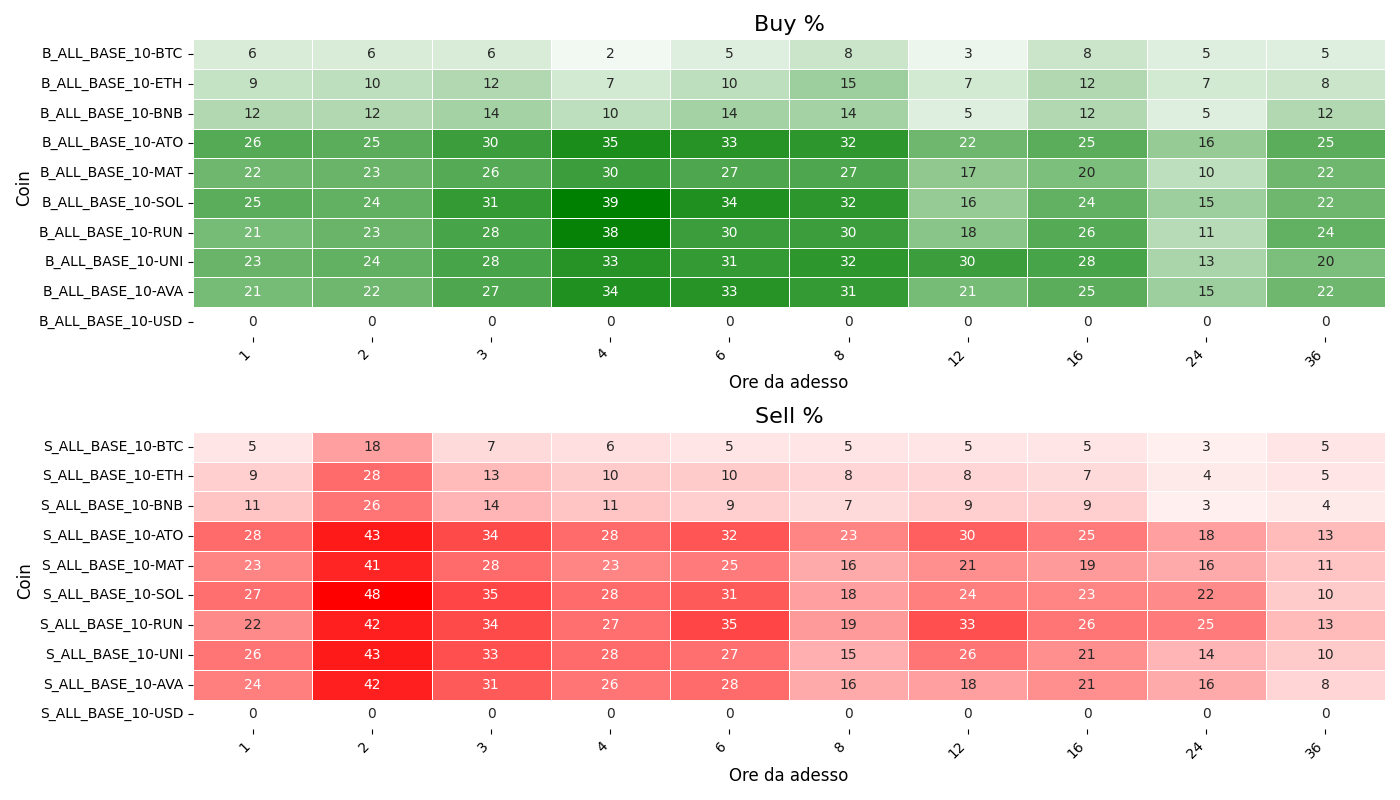 Buy %
Coin
B_ALL_BASE_10-BTC 6 6 6 2 5 8 3 8 5 5
B_ALL_BASE_10-ETH 9 10 12 7 10 15 7 12 7 8
B_ALL_BASE_10-BNB 12 12 14 10 14 14 5 12 5 12
B_ALL_BASE_10-ATO 26 25 30 35 33 32 22 25 16 25
B_ALL_BASE_10-MAT 22 23 26 30 27 27 17 20 10 22
B_ALL_BASE_10-SOL 25 24 31 39 34 32 16 24 15 22
B_ALL_BASE_10-RUN 21 23 28 38 30 30 18 26 11 24
B_ALL_BASE_10-UNI 23 24 28 33 31 32 30 28 13 20
B_ALL_BASE_10-AVA 21 22 27 34 33 31 21 25 15 22
B_ALL_BASE_10-USD 0 0 0 0 0 0 0 0 0 0
1 2 3 4 6 8 12 16 24 36
Ore da adesso
Sell %
Coin
S_ALL_BASE_10-BTC 5 18 7 6 5 5 5 5 3 5
S_ALL_BASE_10-ETH 9 28 13 10 10 8 8 7 4 5
S_ALL_BASE_10-BNB 11 26 14 11 9 7 9 9 3 4
S_ALL_BASE_10-ATO 28 43 34 28 32 23 30 25 18 13
S_ALL_BASE_10-MAT 23 41 28 23 25 16 21 19 16 11
S_ALL_BASE_10-SOL 27 48 35 28 31 18 24 23 22 10
S_ALL_BASE_10-RUN 22 42 34 27 35 19 33 26 25 13
S_ALL_BASE_10-UNI 26 43 33 28 27 15 26 21 14 10
S_ALL_BASE_10-AVA 24 42 31 26 28 16 18 21 16 8
S_ALL_BASE_10-USD 0 0 0 0 0 0 0 0 0 0
1 2 3 4 6 8 12 16 24 36
Ore da adesso